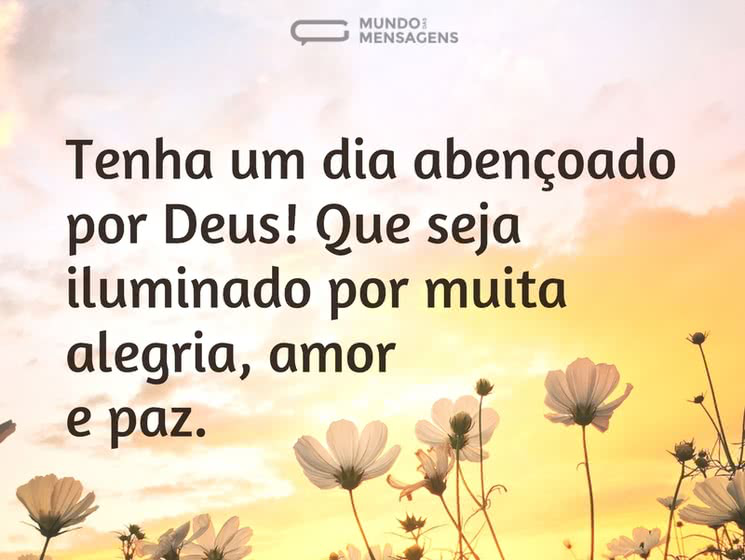 MUNDO DAS
MENSAGENS
Tenha um dia abençoado
por Deus! Que seja
iluminado por muita
alegria, amor
e paz.